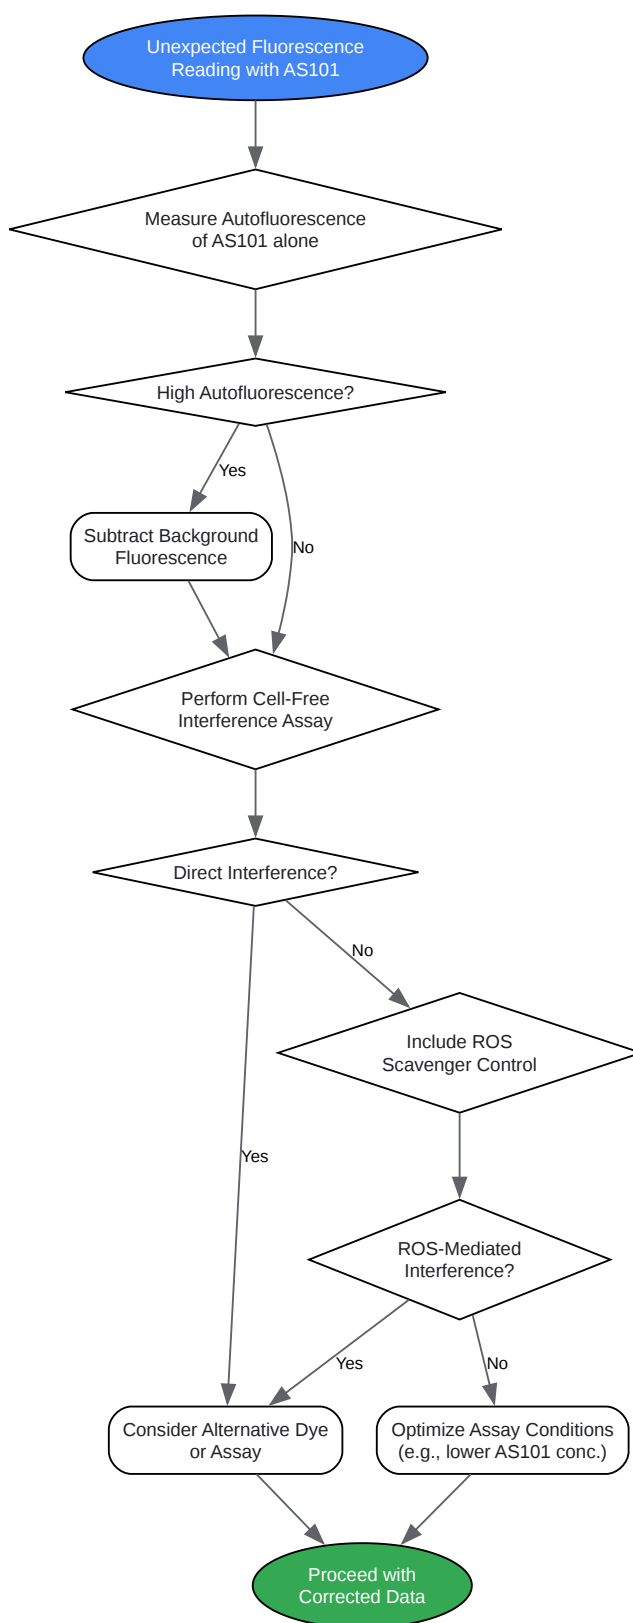 Unexpected Fluorescence
Reading with AS101
Measure Autofluorescence
of AS101 alone
High Autofluorescence?
Yes
Subtract Background
Fluorescence
No
Perform Cell-Free
Interference Assay
Direct Interference?
No
Include ROS
Scavenger Control
Yes
ROS-Mediated
Interference?
Yes
No
Consider Alternative Dye
or Assay
Optimize Assay Conditions
(e.g., lower AS101 conc.)
Proceed with
Corrected Data